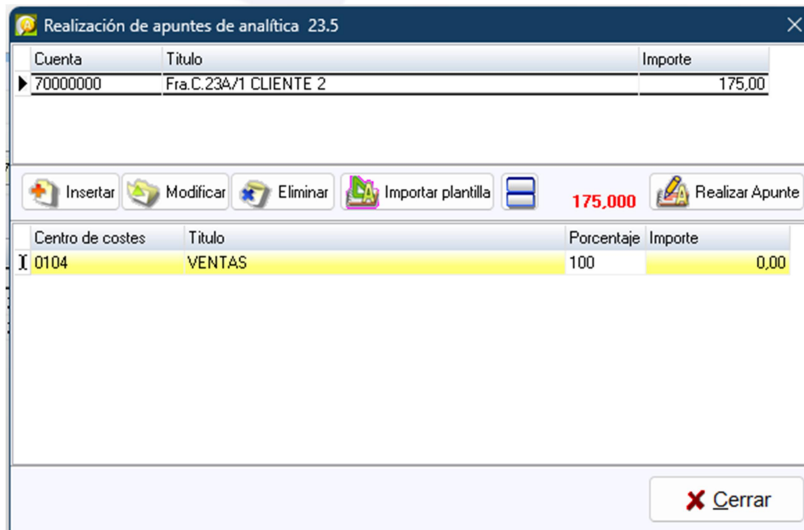 Realización de apuntes de analítica 23.5
Cuenta Titulo Importe
70000000 Fra.C.23A/1 CLIENTE 2 175,00
Insertar Modificar Eliminar Importar plantilla 175,000 Realizar Apunte
Centro de costes Titulo Porcentaje Importe
0104 VENTAS 100 0,00
Cerrar